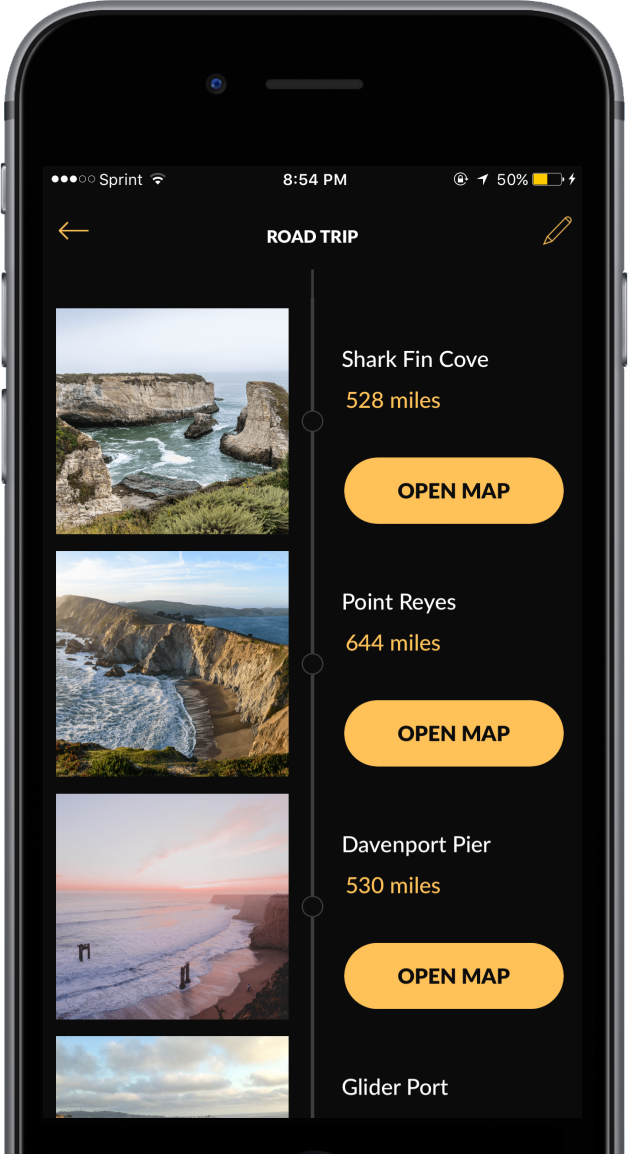 Sprint 8:54 PM 50%
ROAD TRIP
Shark Fin Cove
528 miles
OPEN MAP
Point Reyes
644 miles
OPEN MAP
Davenport Pier
530 miles
OPEN MAP
Glider Port